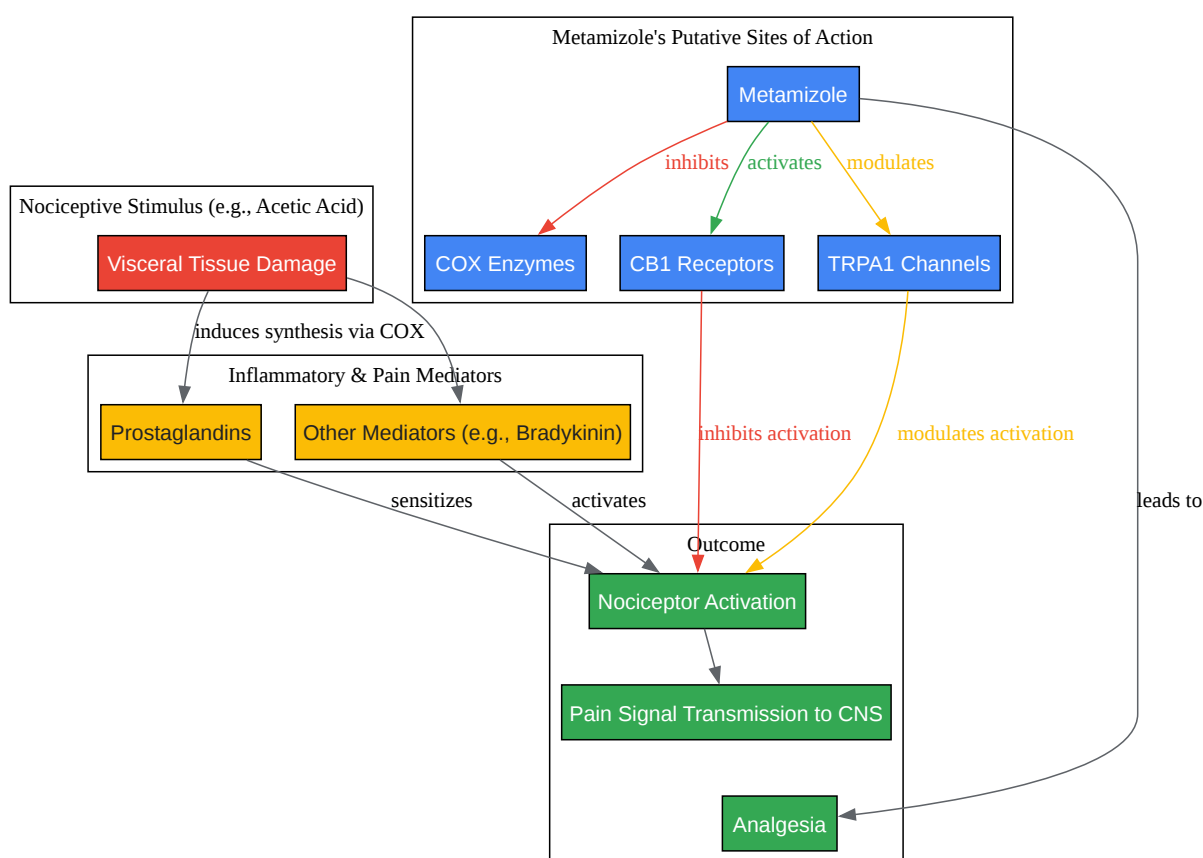 Metamizole's Putative Sites of Action
Metamizole
inhibits
activates
modulates
Nociceptive Stimulus (e.g., Acetic Acid)
Visceral Tissue Damage
COX Enzymes
CB1 Receptors
TRPA1 Channels
induces synthesis via COX
Inflammatory & Pain Mediators
Prostaglandins
Other Mediators (e.g., Bradykinin)
inhibits activation
modulates activation
sensitizes
activates
leads to
Outcome
Nociceptor Activation
Pain Signal Transmission to CNS
Analgesia